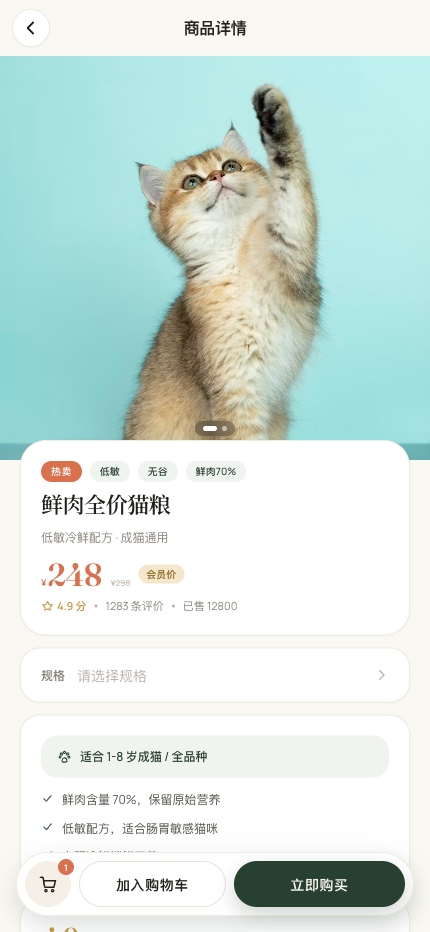 商品详情
热卖 低敏 无谷 鲜肉70%
鲜肉全价猫粮
低敏冷鲜配方 · 成猫通用
¥248 ¥298 会员价
4.9 分 • 1283 条评价 • 已售 12800
规格 请选择规格
适合 1-8 岁成猫 / 全品种
鲜肉含量 70%，保留原始营养
低敏配方，适合肠胃敏感猫咪
1
加入购物车 立即购买